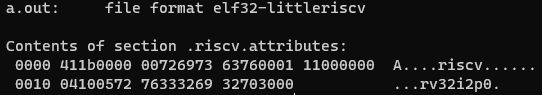 a.out:     file format elf32-littleriscv
Contents of section .riscv.attributes:
 0000 411b0000 00726973 63760001 11000000  A....riscv......
 0010 04100572 76333269 32703000           ...rv32i2p0.